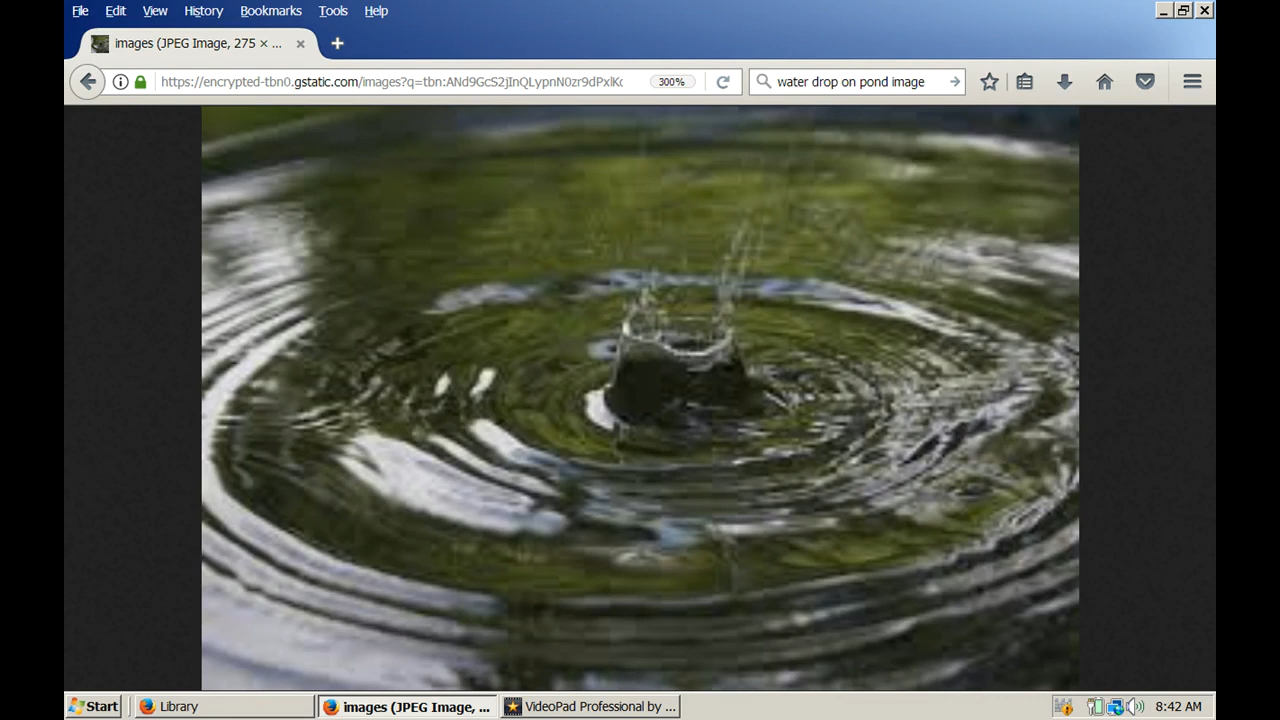 File Edit View History Bookmarks Tools Help
images (JPEG Image, 275 × ...
https://encrypted-tbn0.gstatic.com/images?q=tbn:ANd9GcS2jInQLypnN0zr9dPxlKc 300% water drop on pond image
Start Library images (JPEG Image, ... VideoPad Professional by ... 8:42 AM